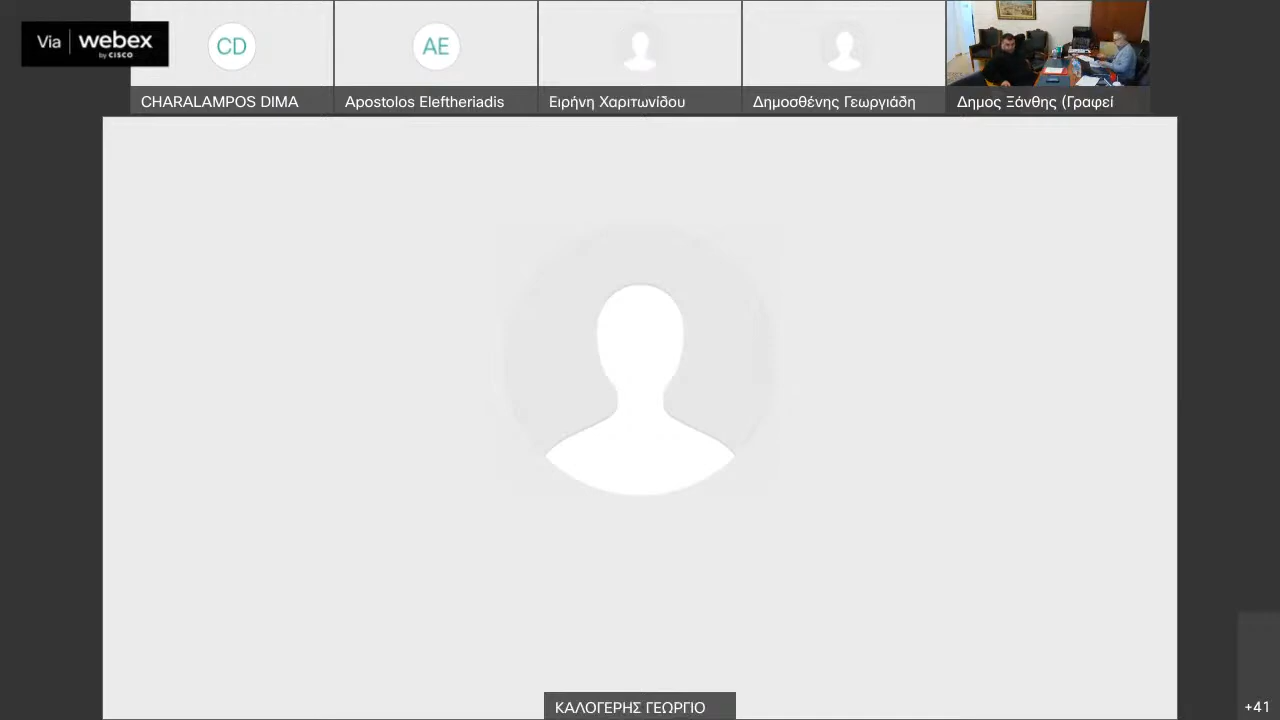 Via webex
by CISCO
CD
AE
CHARALAMPOS DIMA
Apostolos Eleftheriadis
Ειρήνη Χαριτωνίδου
Δημοσθένης Γεωργιάδη
Δημος Ξάνθης (Γραφεί
ΚΑΛΟΓΕΡΗΣ ΓΕΩΡΓΙΟ
+41